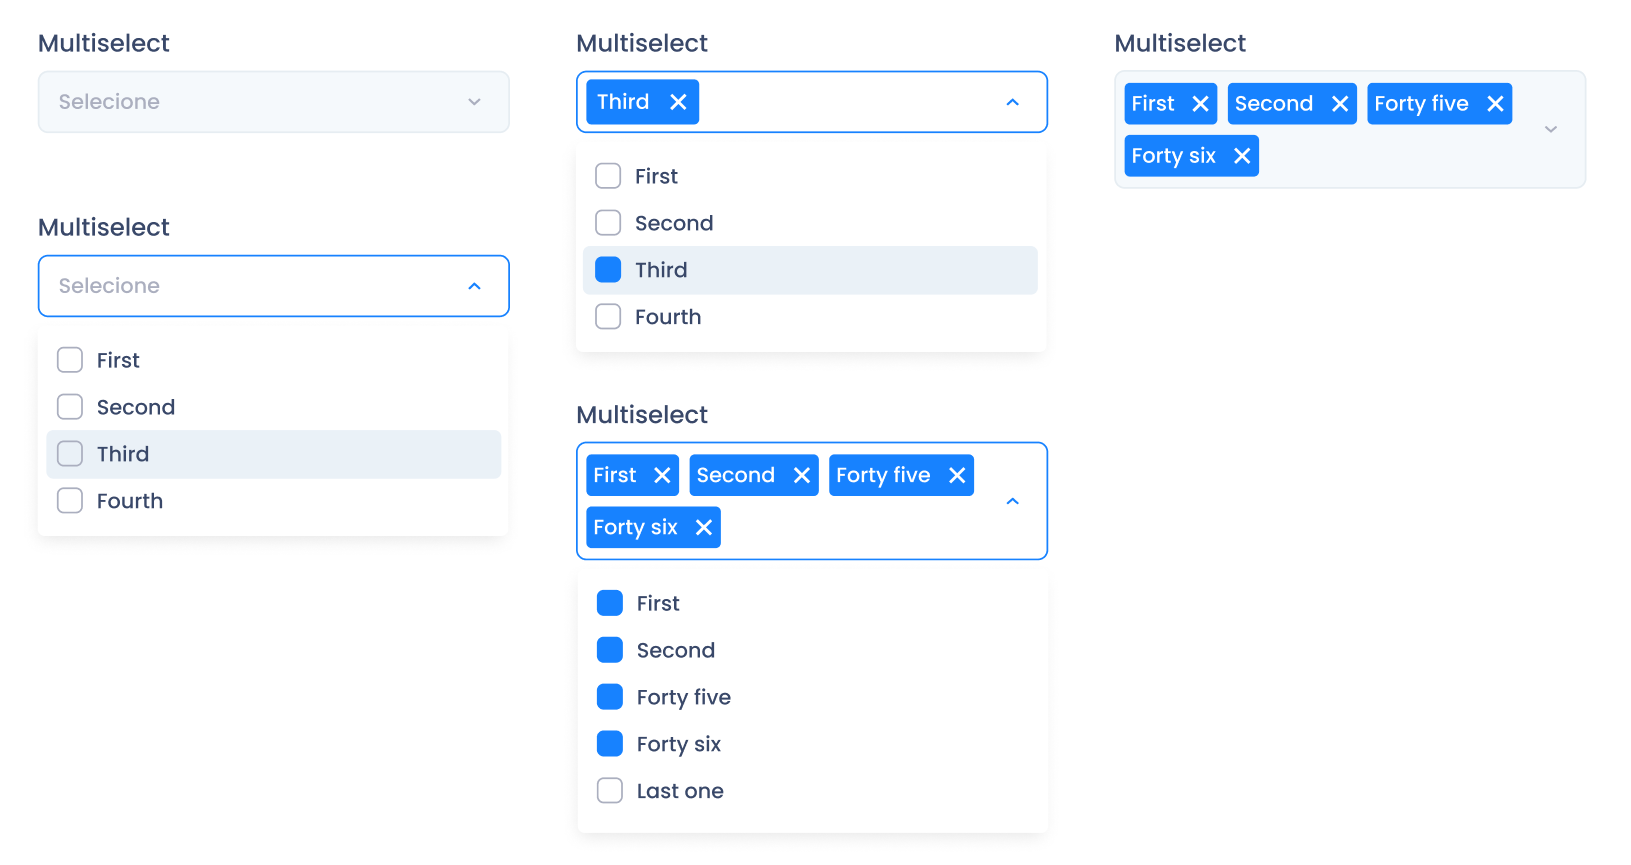 Multiselect
Selecione
Multiselect
Selecione
First
Second
Third
Fourth
Multiselect
Third
First
Second
Third
Fourth
Multiselect
First Second Forty five
Forty six
First
Second
Forty five
Forty six
Last one
Multiselect
First Second Forty five
Forty six